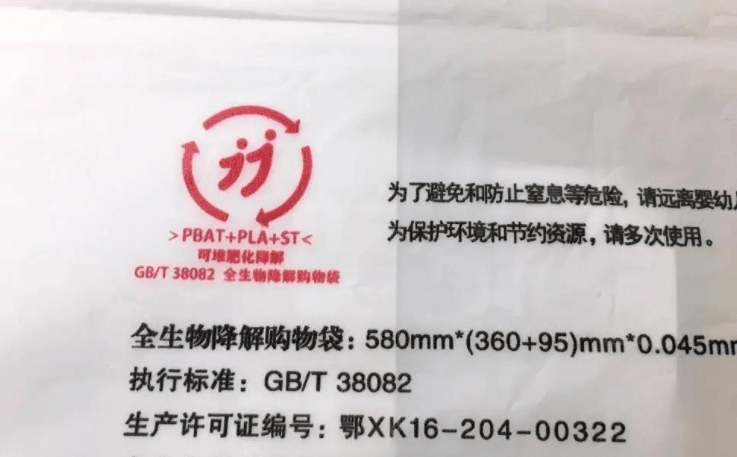 >PBAT+PLA+ST<
可堆肥化降解
GB/T 38082 全生物降解购物袋
为了避免和防止窒息等危险, 请远离婴幼
为保护环境和节约资源，请多次使用。
全生物降解购物袋：580mm*(360+95)mm*0.045mm
执行标准：GB/T 38082
生产许可证编号：鄂XK16-204-00322